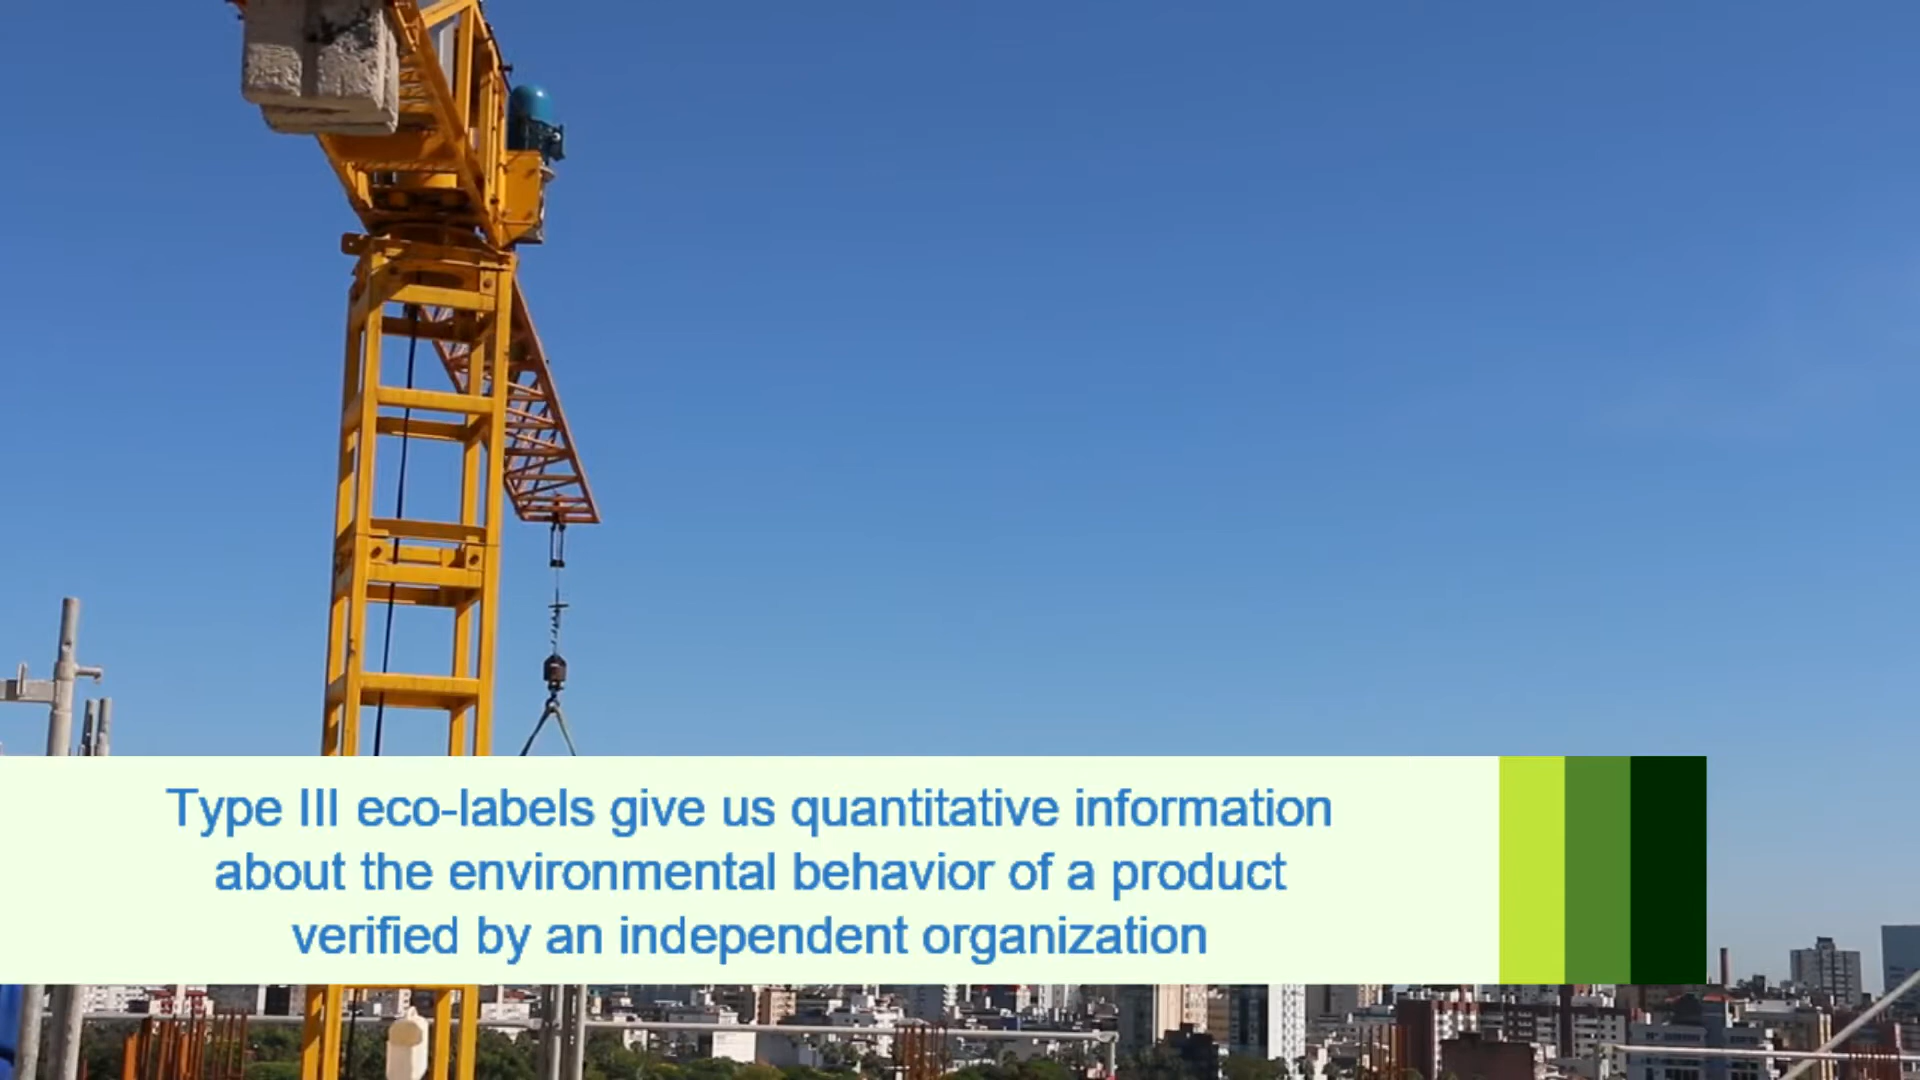 Type III eco-labels give us quantitative information
about the environmental behavior of a product
verified by an independent organization